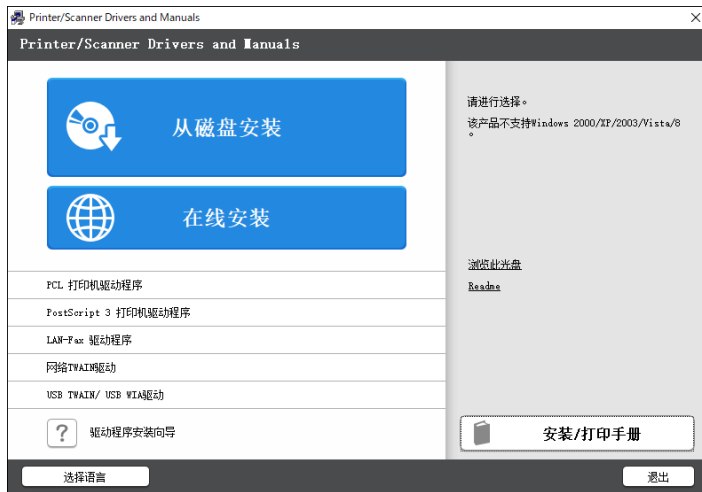 Printer/Scanner Drivers and Manuals
Printer/Scanner Drivers and Manuals
从磁盘安装
在线安装
PCL 打印机驱动程序
PostScript 3 打印机驱动程序
LAN-Fax 驱动程序
网络TWAIN驱动
USB TWAIN/ USB WIA驱动
? 驱动程序安装向导
请进行选择。
该产品不支持Windows 2000/XP/2003/Vista/8
。
浏览此光盘
Readme
安装/打印手册
选择语言
退出